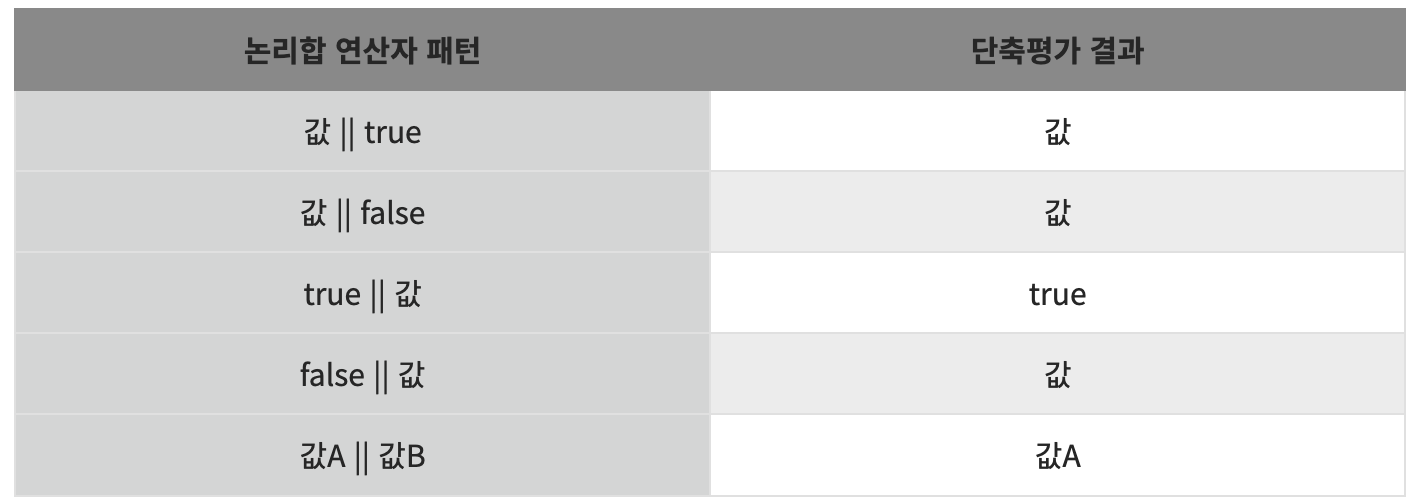 논리합 연산자 패턴 단축평가 결과
값 || true 값
값 || false 값
true || 값 true
false || 값 값
값A || 값B 값A